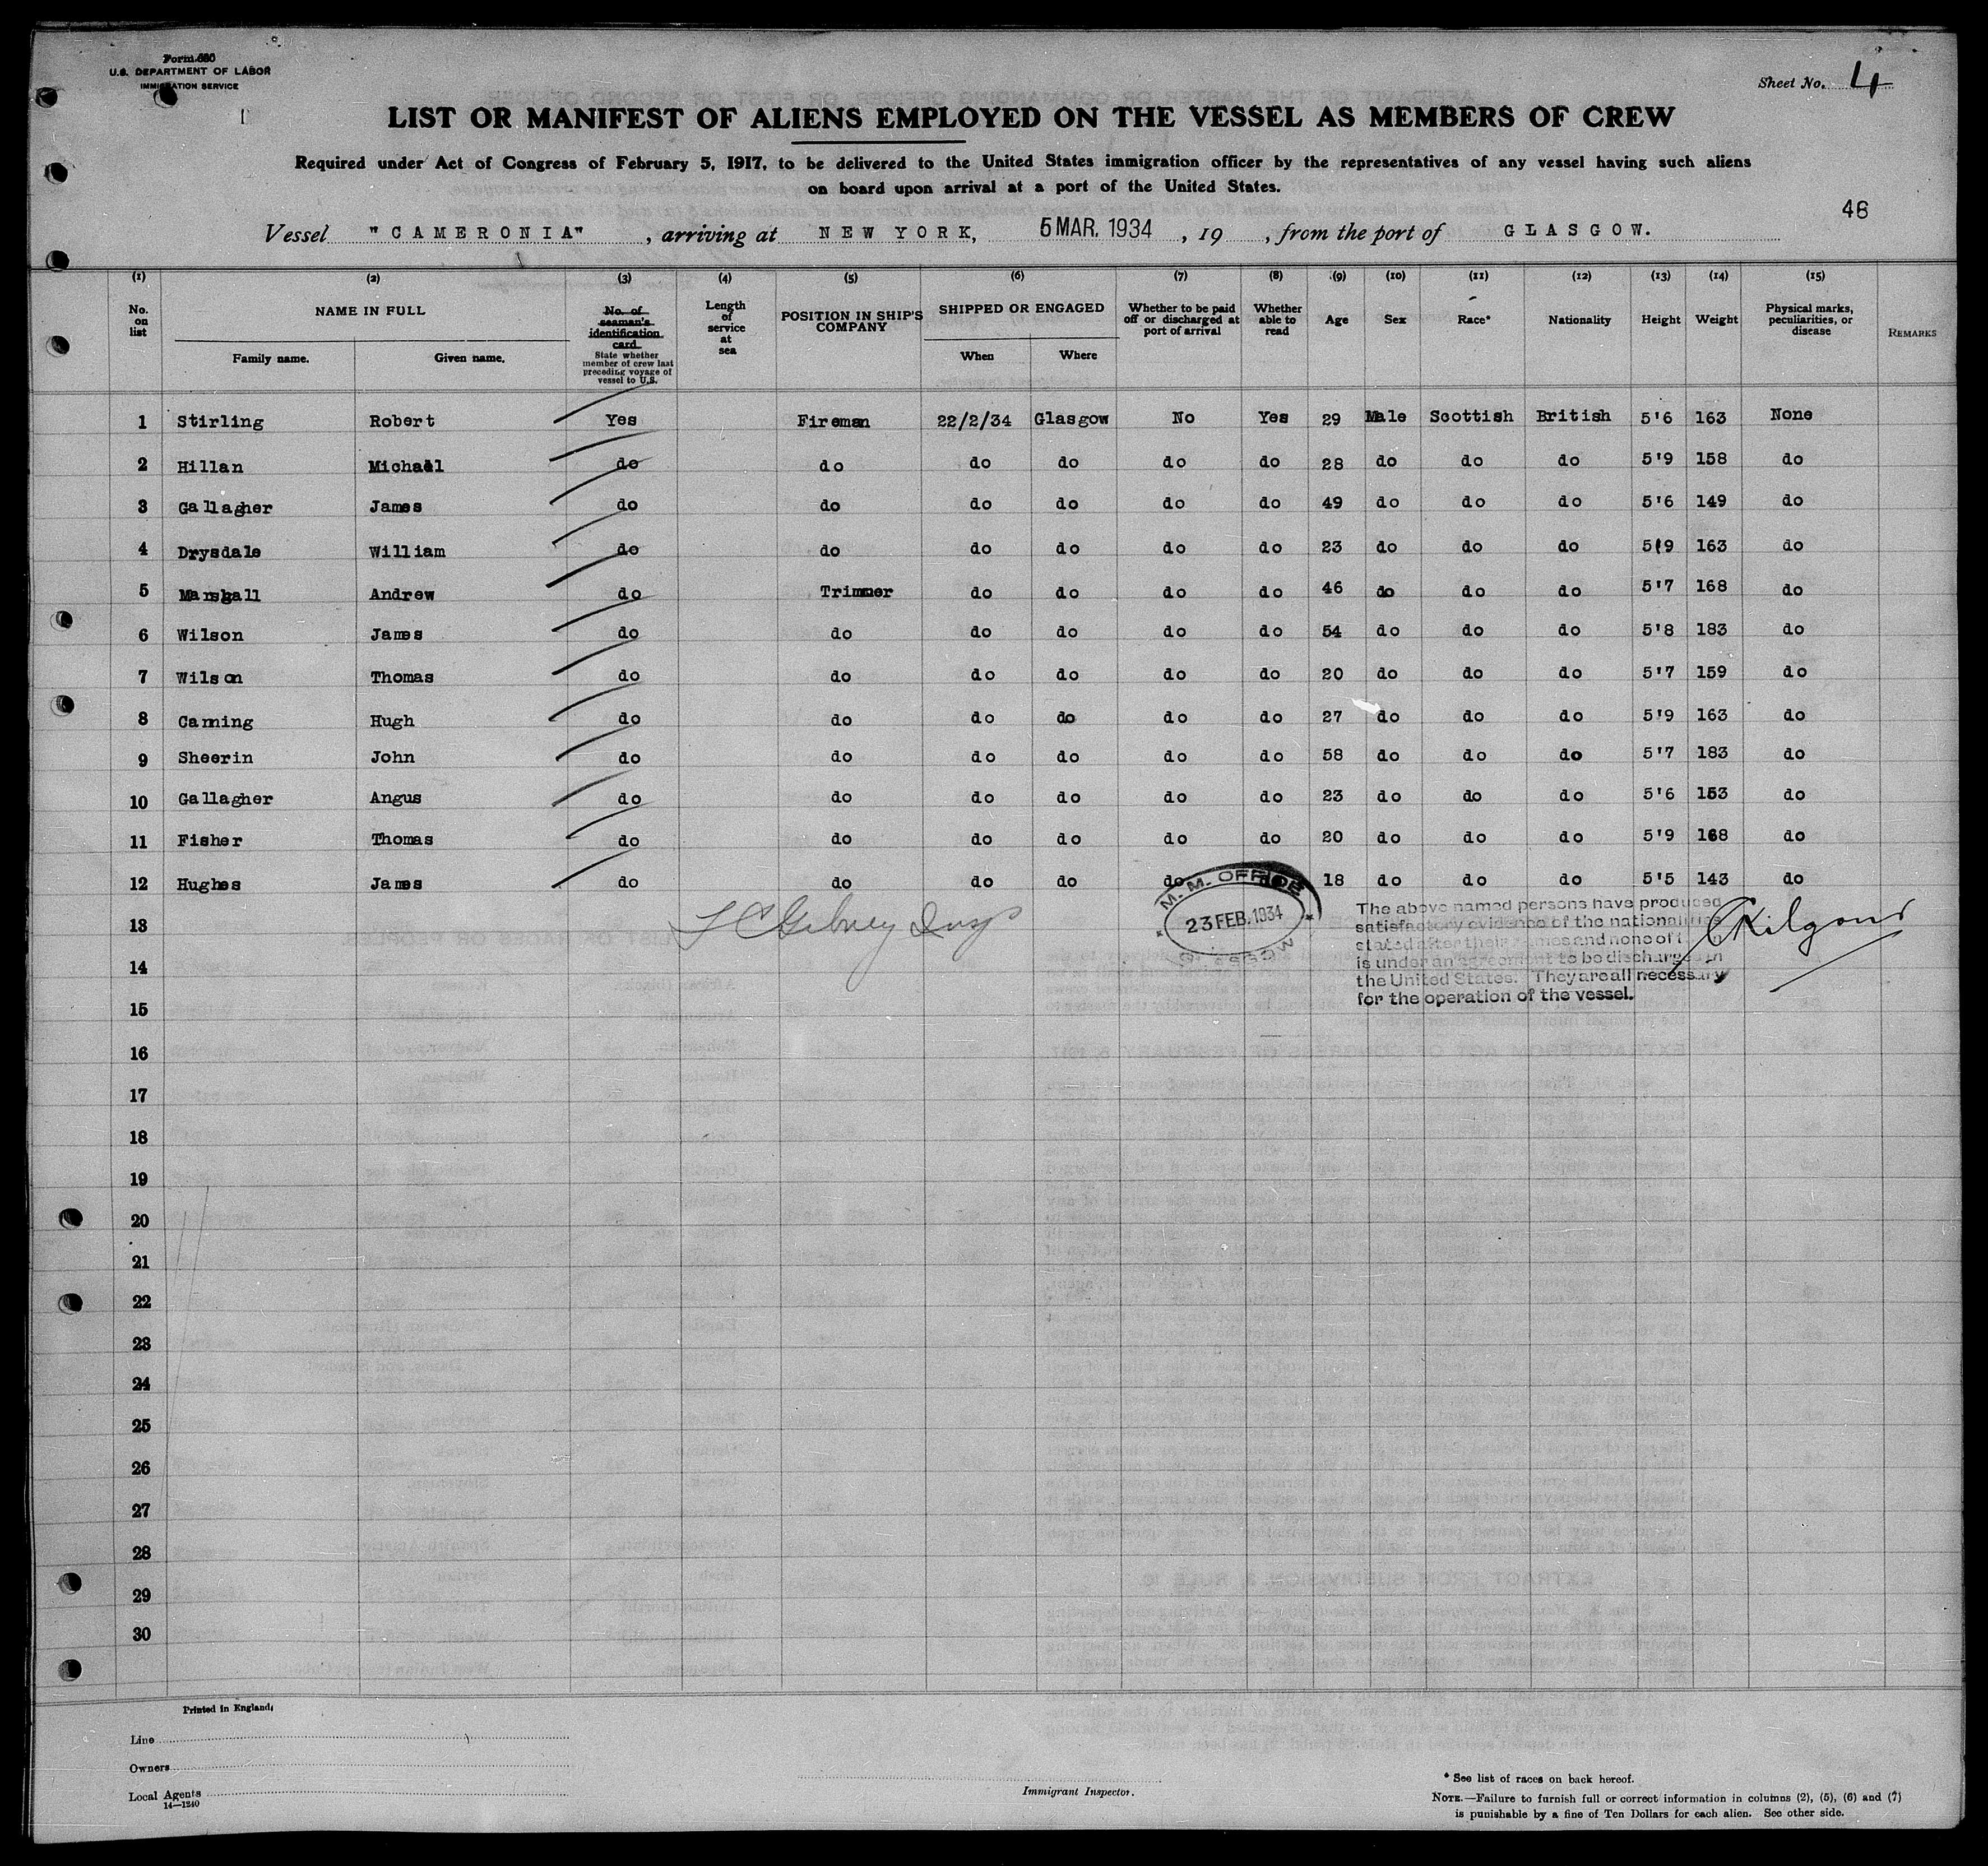 Form 680
U.S. DEPARTMENT OF LABOR
IMMIGRATION SERVICE
Sheet No. 4
LIST OR MANIFEST OF ALIENS EMPLOYED ON THE VESSEL AS MEMBERS OF CREW
Required under Act of Congress of February 5, 1917, to be delivered to the United States immigration officer by the representatives of any vessel having such aliens
on board upon arrival at a port of the United States.
46
Vessel "CAMERONIA", arriving at NEW YORK, 5 MAR. 1934, 19 , from the port of GLASGOW.
(1) (2) (3) (4) (5) (6) (7) (8) (9) (10) (11) (12) (13) (14) (15)
No. on list
NAME IN FULL
Family name. Given name.
No. of seaman's identification card.
State whether member of crew last preceding voyage of vessel to U.S.
Length of service at sea
POSITION IN SHIP'S COMPANY
SHIPPED OR ENGAGED
When Where
Whether to be paid off or discharged at port of arrival
Whether able to read
Age
Sex
Race*
Nationality
Height
Weight
Physical marks, peculiarities, or disease
REMARKS
1 Stirling Robert Yes Fireman 22/2/34 Glasgow No Yes 29 Male Scottish British 5'6 163 None
2 Hillan Michael do do do do do do 28 do do do 5'9 158 do
3 Gallagher James do do do do do do 49 do do do 5'6 149 do
4 Drysdale William do do do do do do 23 do do do 5'9 163 do
5 Marshall Andrew do Trimmer do do do do 46 do do do 5'7 168 do
6 Wilson James do do do do do do 54 do do do 5'8 183 do
7 Wilson Thomas do do do do do do 20 do do do 5'7 159 do
8 Canning Hugh do do do do do do 27 do do do 5'9 163 do
9 Sheerin John do do do do do do 58 do do do 5'7 183 do
10 Gallagher Angus do do do do do do 23 do do do 5'6 153 do
11 Fisher Thomas do do do do do do 20 do do do 5'9 168 do
12 Hughes James do do do do do do 18 do do do 5'5 143 do
M.M. OFFICE
23 FEB. 1934
GLASGOW
The above named persons have produced
satisfactory evidence of the nationalities
stated after their names and none of them
is under an agreement to be discharged in
the United States. They are all necessary
for the operation of the vessel.
Kilgour
13
14
15
16
17
18
19
20
21
22
23
24
25
26
27
28
29
30
Printed in England.
Line
Owners
Local Agents
14—1240
Immigrant Inspector.
* See list of races on back hereof.
NOTE.—Failure to furnish full or correct information in columns (2), (5), (6) and (7)
is punishable by a fine of Ten Dollars for each alien. See other side.